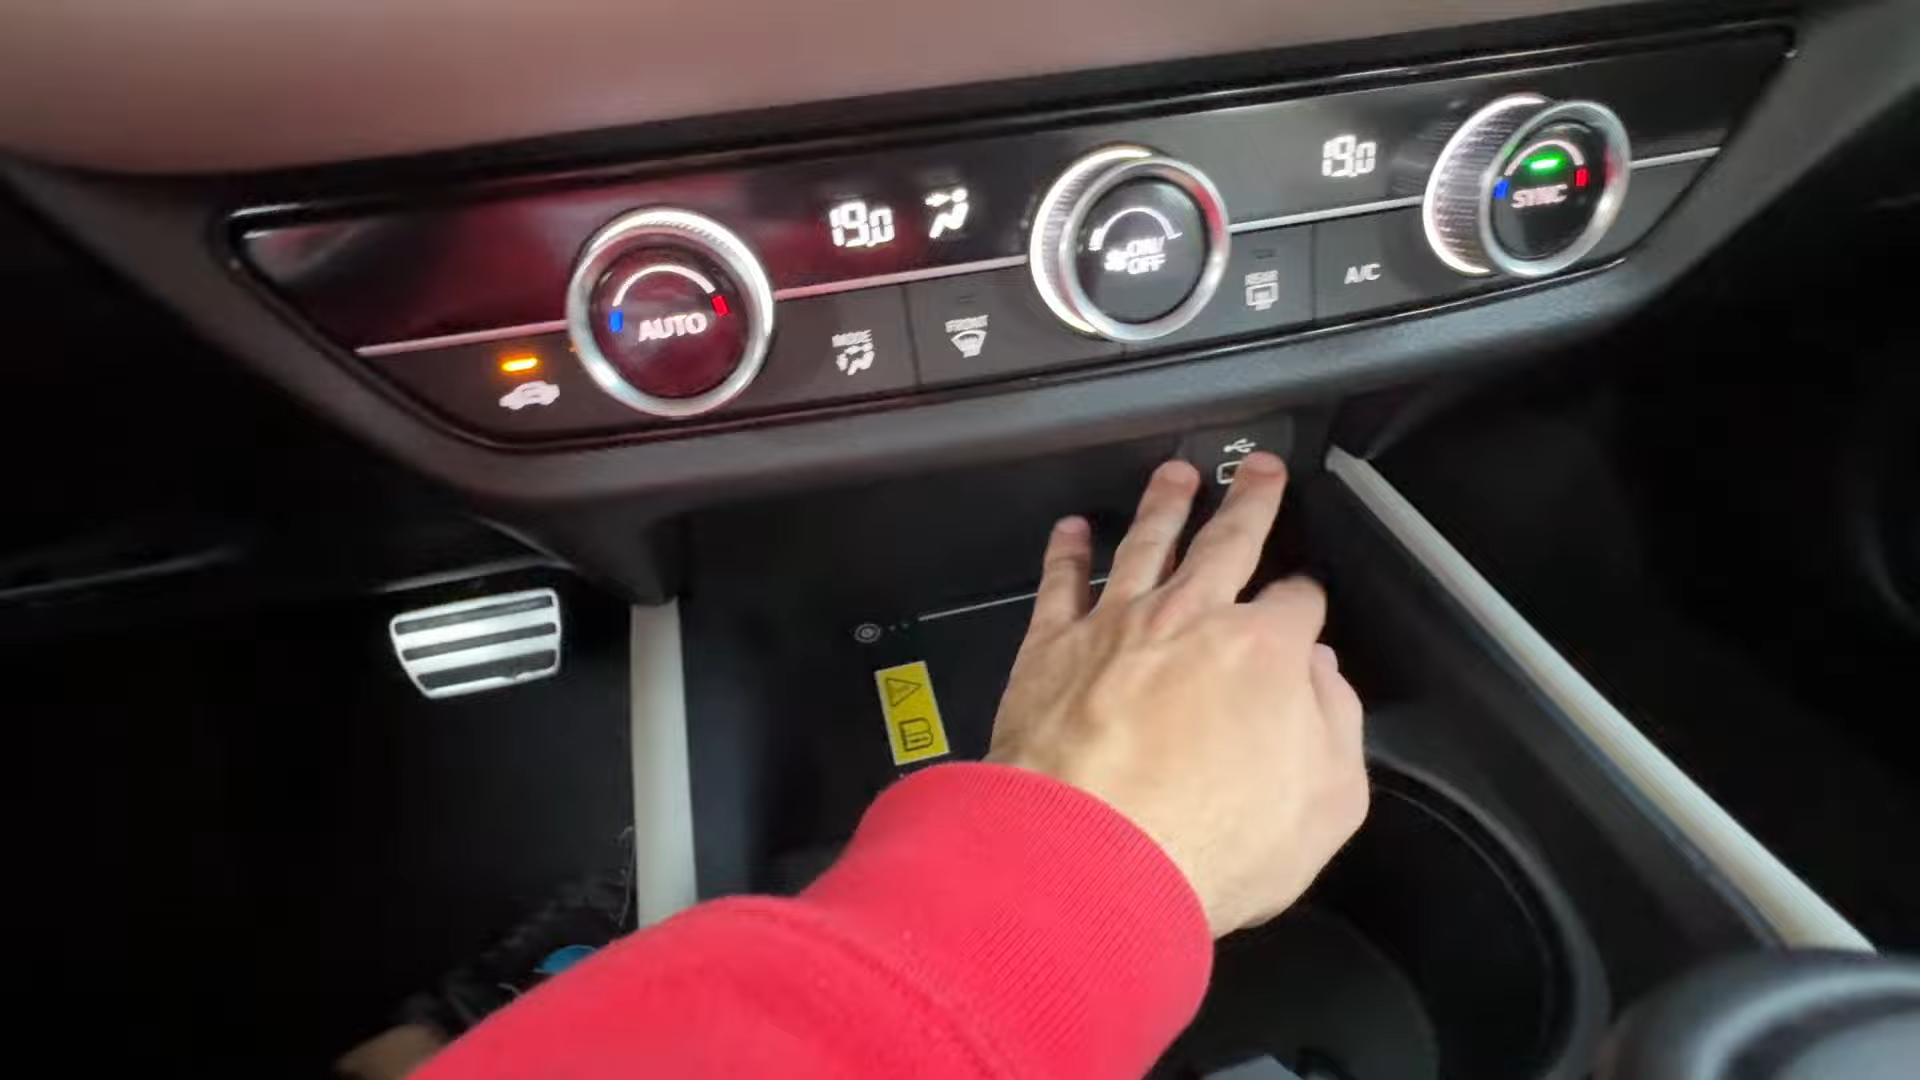 19.0
19.0
SYNC
AUTO
ON/
OFF
MODE
FRONT
REAR
A/C